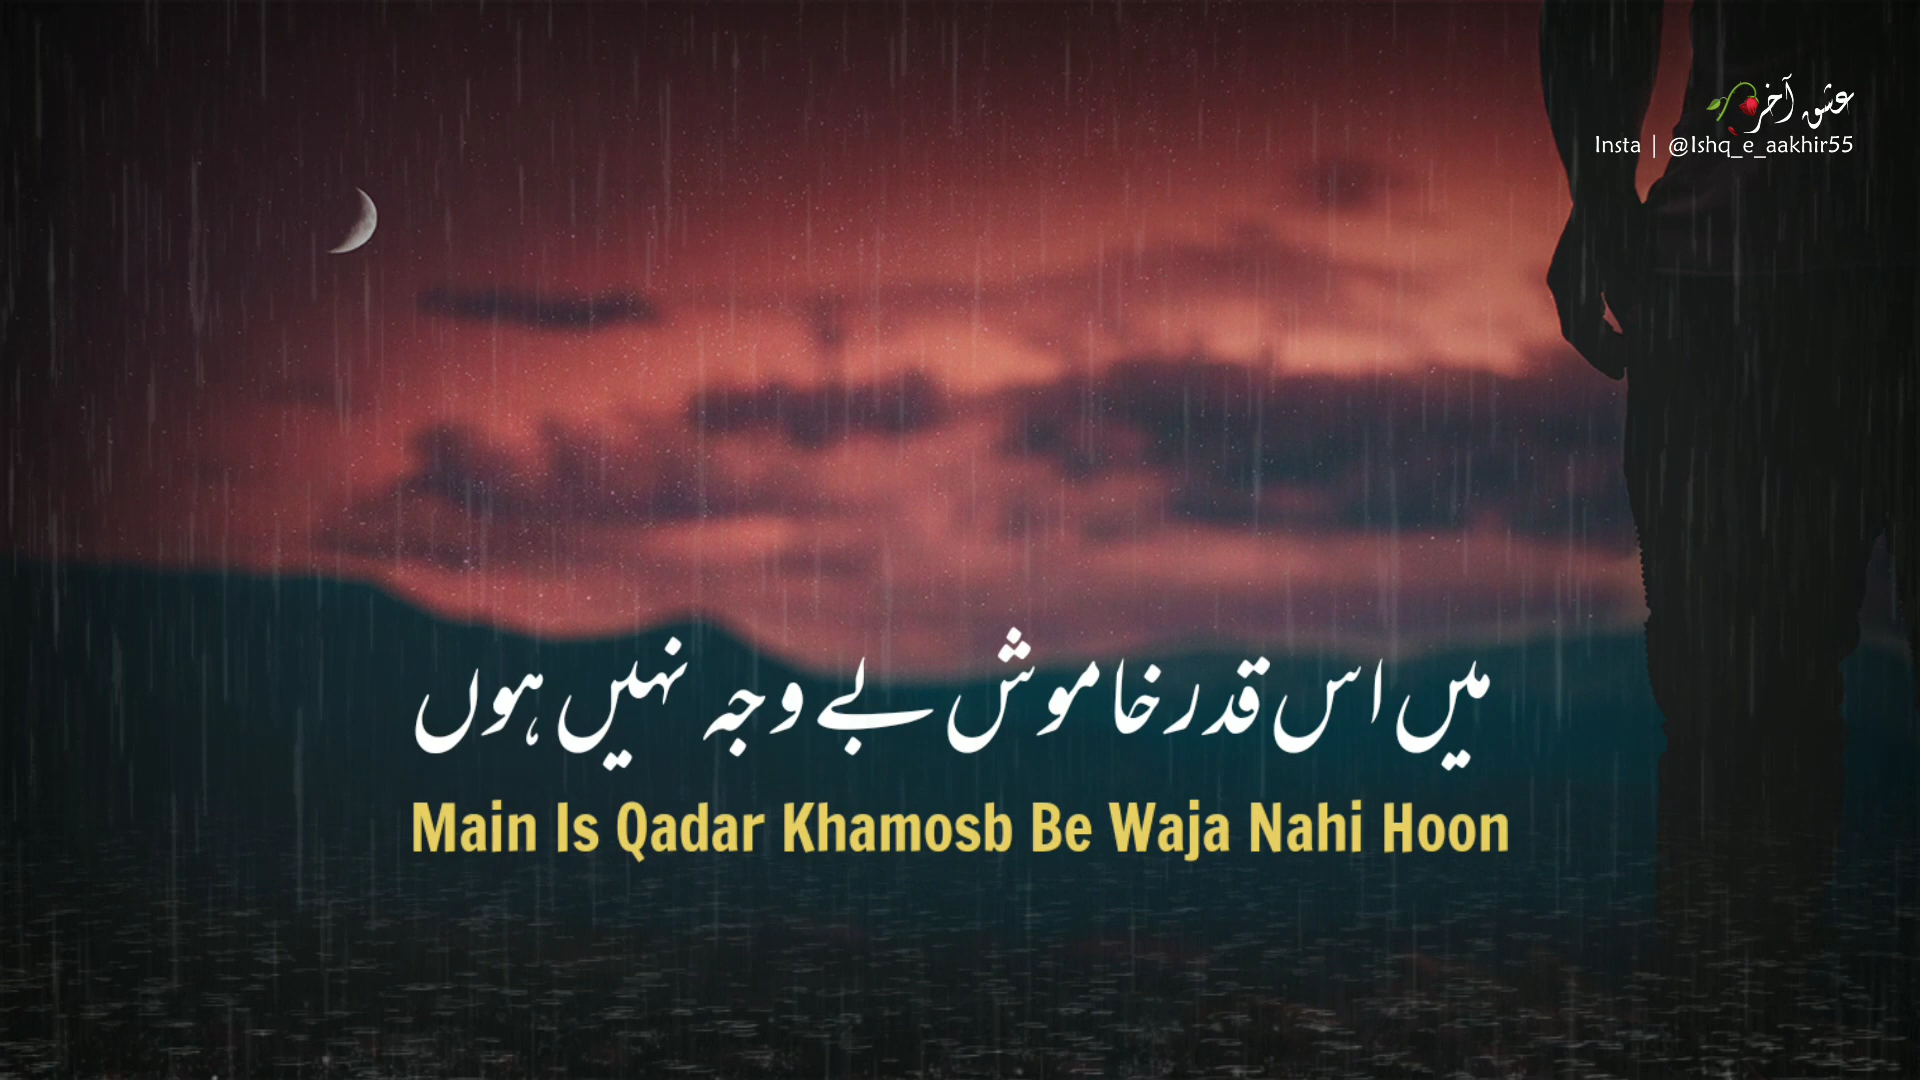 عشق آخر
Insta | @Ishq_e_aakhir55
میں اس قدر خاموش بے وجہ نہیں ہوں
Main Is Qadar Khamosb Be Waja Nahi Hoon